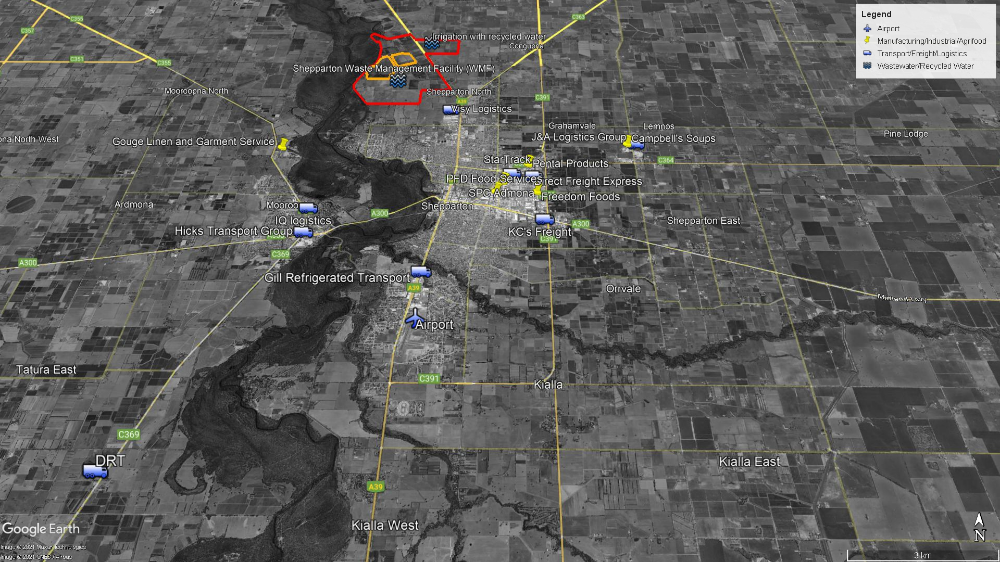 Legend
Airport
Manufacturing/Industrial/Agrifood
Transport/Freight/Logistics
Wastewater/Recycled Water
C355
C363
C357
Irrigation with recycled water
Congupna
C351
C355
Shepparton Waste Management Facility (WMF)
Mooroopna North
Shepparton North
C391
A39
Visy Logistics
Grahamvale
Lemnos
Pine Lodge
ona North West
Gouge Linen and Garment Service
J&A Logistics Group
Campbell's Soups
StarTrack
C364
Pental Products
PFD Food Services
Direct Freight Express
SPC Admona
Freedom Foods
Ardmona
Mooroo
Shepparton
A300
IQ logistics
Shepparton East
A300
Hicks Transport Group
A300
KC's Freight
C391
C369
A300
Gill Refrigerated Transport
A39
Orrvale
Midland Hwy
Airport
Tatura East
C391
Kialla
C369
DRT
Kialla East
A39
Kialla West
Google Earth
N
Image © 2021 Maxar Technologies
Image © 2021 CNES / Airbus
3 km